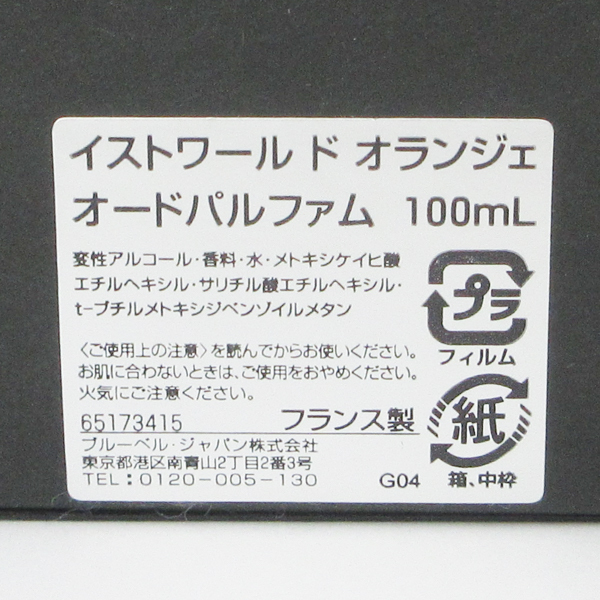 イストワール ド オランジェ
オードパルファム 100mL
変性アルコール・香料・水・メトキシケイヒ酸
エチルヘキシル・サリチル酸エチルヘキシル・
t-ブチルメトキシジベンゾイルメタン
プラ
フィルム
〈ご使用上の注意〉を読んでからお使いください。
お肌に合わないときは、ご使用をおやめください。
火気にご注意ください。
65173415 フランス製
ブルーベル・ジャパン株式会社
東京都港区南青山2丁目2番3号
TEL:0120-005-130 G04
紙
箱、中枠